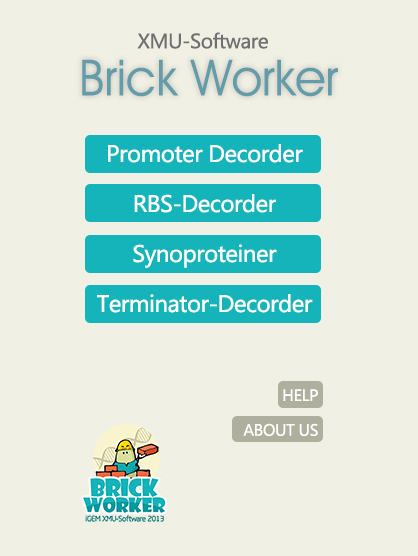 XMU-Software
Brick Worker
Promoter Decorder
RBS-Decorder
Synoproteiner
Terminator-Decorder
HELP
ABOUT US
BRICK
WORKER
iGEM XMU-Software 2013